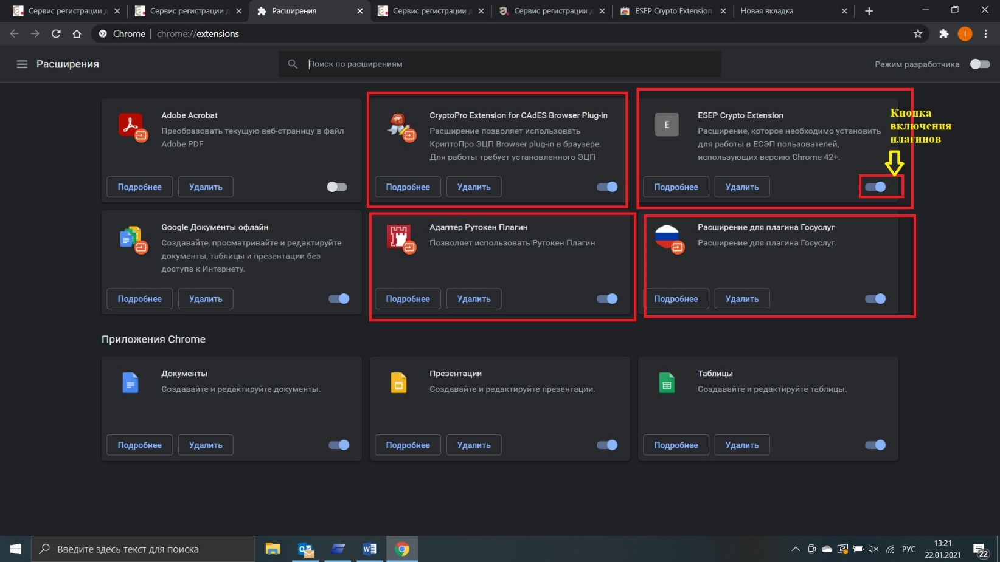 Сервис регистрации д
Сервис регистрации д
Расширения
Сервис регистрации д
Сервис регистрации д
ESEP Crypto Extension
Новая вкладка
Chrome | chrome://extensions
I
Расширения
Поиск по расширениям
Режим разработчика
Adobe Acrobat
Преобразовать текущую веб-страницу в файл
Adobe PDF
Подробнее
Удалить
CryptoPro Extension for CAdES Browser Plug-in
Расширение позволяет использовать
КриптоПро ЭЦП Browser plug-in в браузере.
Для работы требует установленного ЭЦП
Подробнее
Удалить
E
ESEP Crypto Extension
Расширение, которое необходимо установить
для работы в ЕСЭП пользователей,
использующих версию Chrome 42+.
Подробнее
Удалить
Кнопка
включения
плагинов
Google Документы офлайн
Создавайте, просматривайте и редактируйте
документы, таблицы и презентации без
доступа к Интернету.
Подробнее
Удалить
Адаптер Рутокен Плагин
Позволяет использовать Рутокен Плагин
Подробнее
Удалить
Расширение для плагина Госуслуг
Расширение для плагина Госуслуг.
Подробнее
Удалить
Приложения Chrome
Документы
Создавайте и редактируйте документы.
Подробнее
Удалить
Презентации
Создавайте и редактируйте презентации.
Подробнее
Удалить
Таблицы
Создавайте и редактируйте таблицы.
Подробнее
Удалить
Введите здесь текст для поиска
РУС
13:21
22.01.2021
22